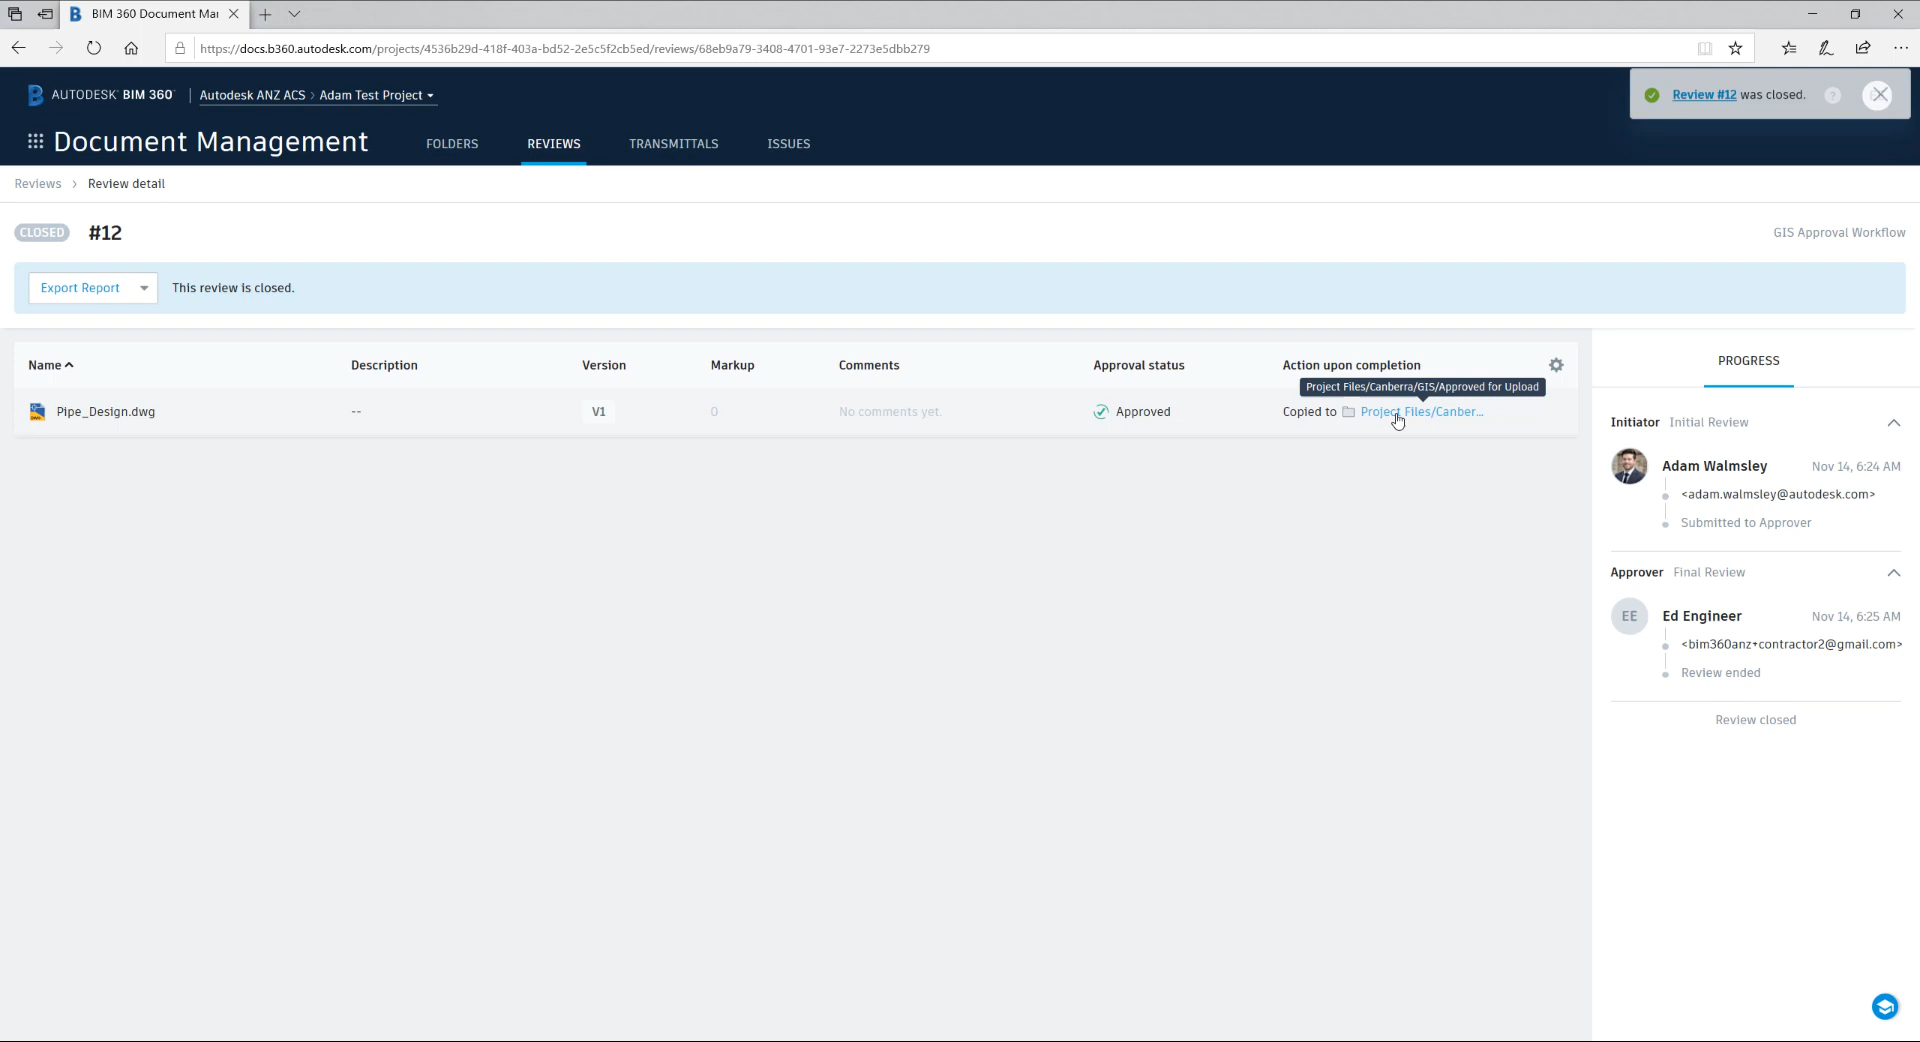 BIM 360 Document Mar
https://docs.b360.autodesk.com/projects/4536b29d-418f-403a-bd52-2e5c5f2cb5ed/reviews/68eb9a79-3408-4701-93e7-2273e5dbb279
AUTODESK® BIM 360® Autodesk ANZ ACS > Adam Test Project
Review #12 was closed. ?
Document Management FOLDERS REVIEWS TRANSMITTALS ISSUES
Reviews > Review detail
CLOSED #12 GIS Approval Workflow
Export Report This review is closed.
Name Description Version Markup Comments Approval status Action upon completion
Project Files/Canberra/GIS/Approved for Upload
Pipe_Design.dwg -- V1 0 No comments yet. Approved Copied to Project Files/Canber...
PROGRESS
Initiator Initial Review
Adam Walmsley Nov 14, 6:24 AM
<adam.walmsley@autodesk.com>
Submitted to Approver
Approver Final Review
EE Ed Engineer Nov 14, 6:25 AM
<bim360anz+contractor2@gmail.com>
Review ended
Review closed